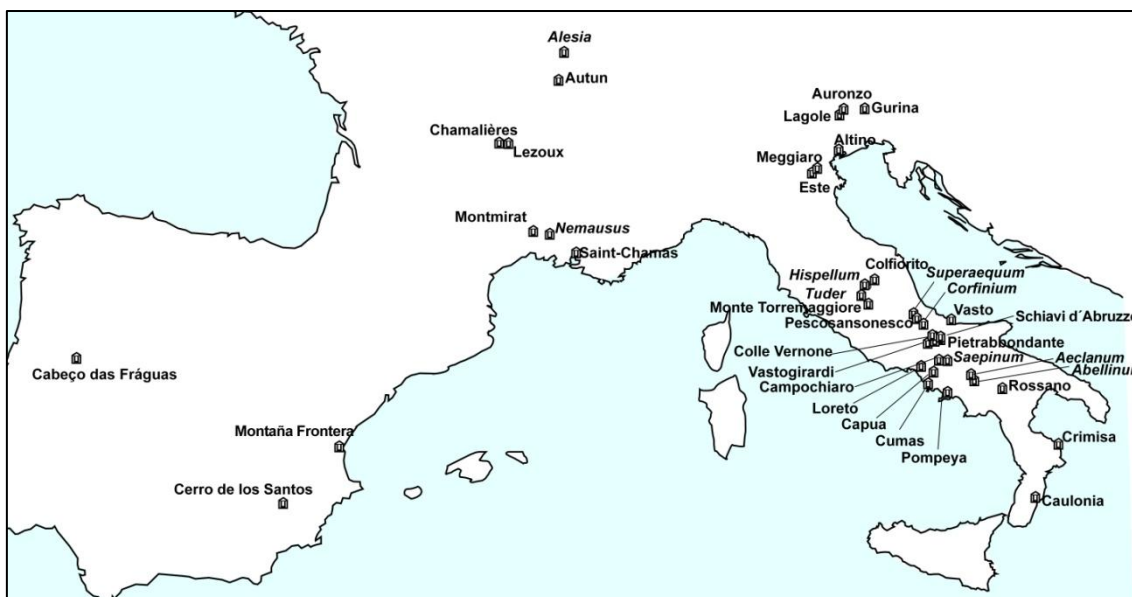 Alesia
Autun
Auronzo
Gurina
Lagole
Altino
Chamalières
Lezoux
Meggiaro
Este
Montmirat
Nemausus
Saint-Chamas
Colfiorito
Hispellum
Superaequum
Tuder
Corfinium
Monte Torremaggiore
Vasto
Schiavi d´Abruzzo
Pescosansonesco
Pietrabbondante
Colle Vernone
Saepinum
Aeclanum
Vastogirardi
Abellinum
Campochiaro
Rossano
Loreto
Capua
Cumas
Pompeya
Cabeço das Fráguas
Montaña Frontera
Crimisa
Cerro de los Santos
Caulonia